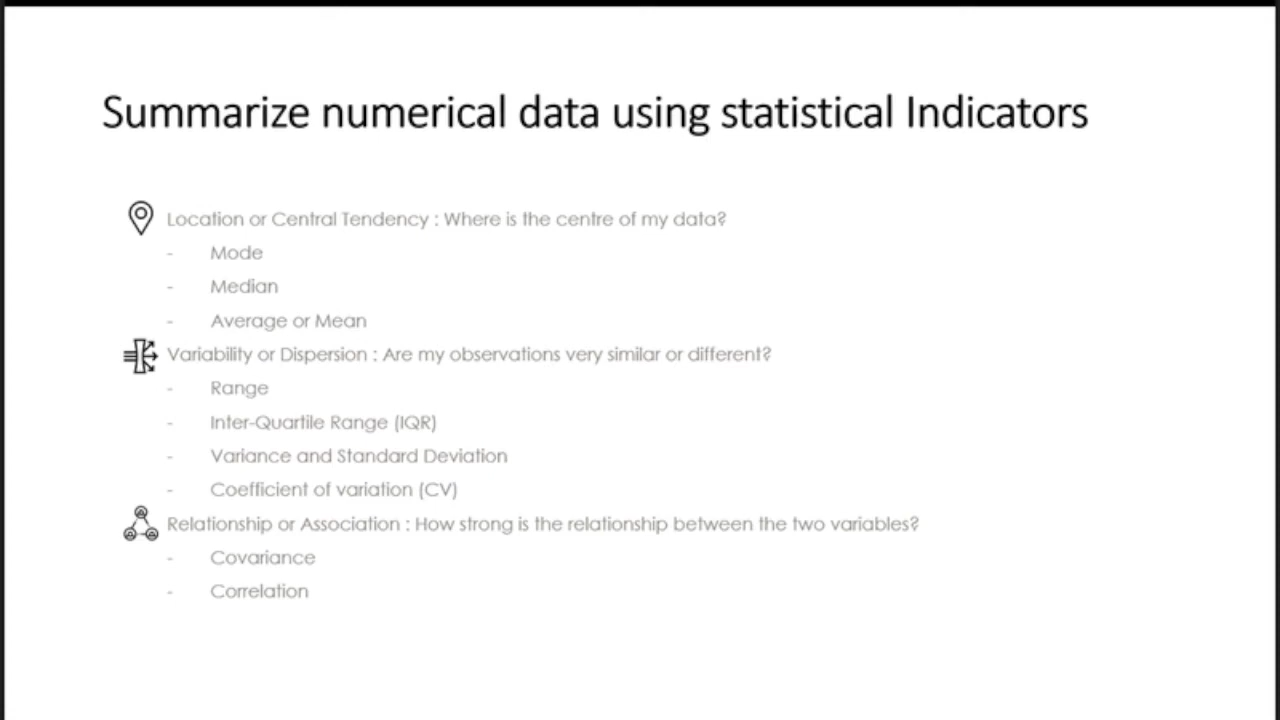 Summarize numerical data using statistical Indicators
Location or Central Tendency : Where is the centre of my data?
- Mode
- Median
- Average or Mean
Variability or Dispersion : Are my observations very similar or different?
- Range
- Inter-Quartile Range (IQR)
- Variance and Standard Deviation
- Coefficient of variation (CV)
Relationship or Association : How strong is the relationship between the two variables?
- Covariance
- Correlation